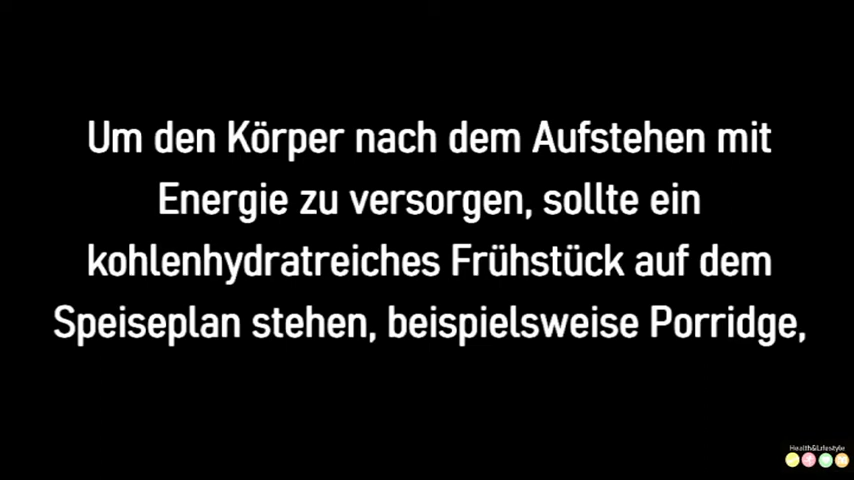 Um den Körper nach dem Aufstehen mit
Energie zu versorgen, sollte ein
kohlenhydratreiches Frühstück auf dem
Speiseplan stehen, beispielsweise Porridge,
Health&Lifestyle